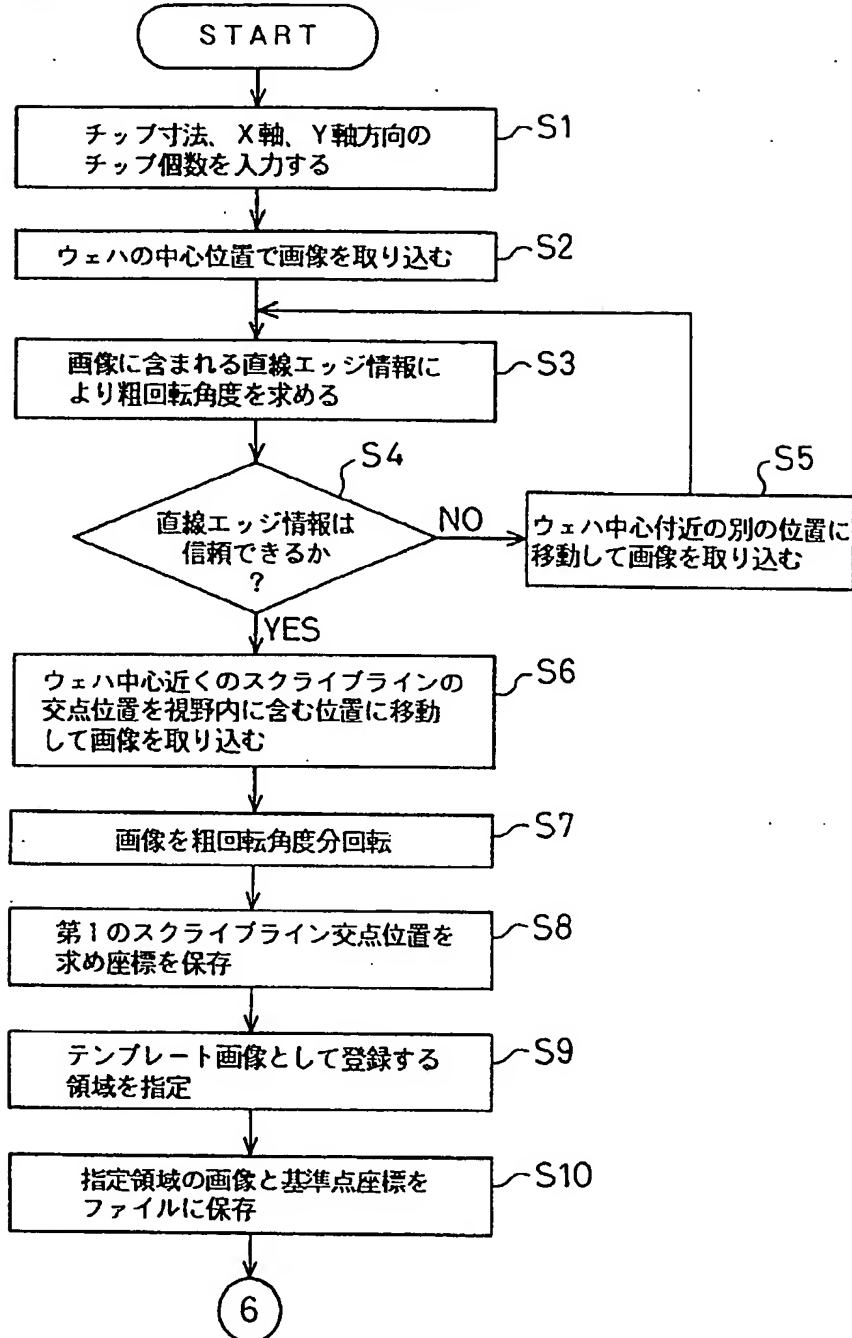 START
チップ寸法、X軸、Y軸方向の
チップ個数を入力する
S1
ウェハの中心位置で画像を取り込む
S2
画像に含まれる直線エッジ情報に
より粗回転角度を求める
S3
直線エッジ情報は
信頼できるか
?
S4
NO
ウェハ中心付近の別の位置に
移動して画像を取り込む
S5
YES
ウェハ中心近くのスクライブラインの
交点位置を視野内に含む位置に移動
して画像を取り込む
S6
画像を粗回転角度分回転
S7
第1のスクライブライン交点位置を
求め座標を保存
S8
テンプレート画像として登録する
領域を指定
S9
指定領域の画像と基準点座標を
ファイルに保存
S10
6